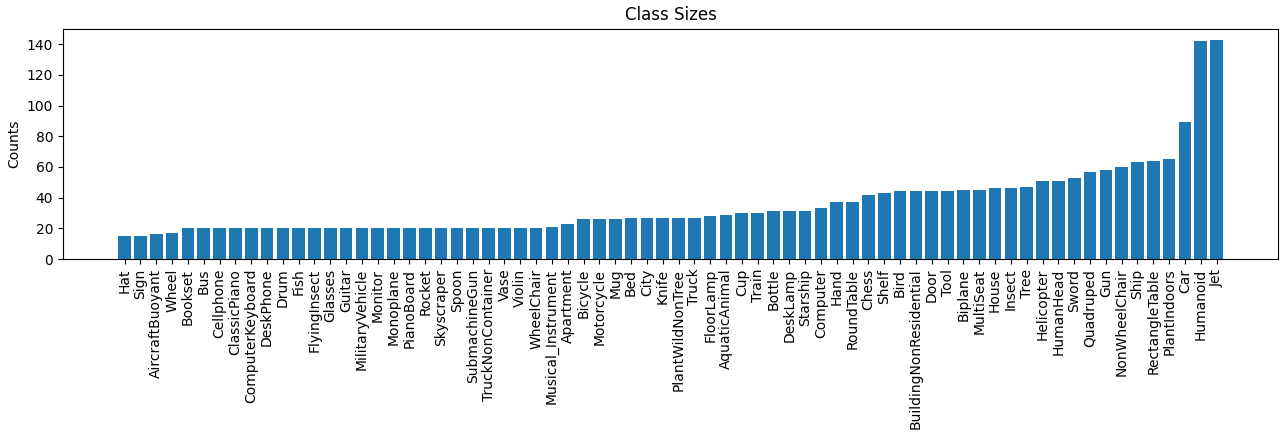 Class Sizes
Counts
140
120
100
80
60
40
20
0
Hat
Sign
AircraftBuoyant
Wheel
Bookset
Bus
Cellphone
ClassicPiano
ComputerKeyboard
DeskPhone
Drum
Fish
FlyingInsect
Glasses
Guitar
MilitaryVehicle
Monitor
Monoplane
PianoBoard
Rocket
Skyscraper
Spoon
SubmachineGun
TruckNonContainer
Vase
Violin
WheelChair
Musical_Instrument
Apartment
Bicycle
Motorcycle
Mug
Bed
City
Knife
PlantWildNonTree
Truck
FloorLamp
AquaticAnimal
Cup
Train
Bottle
DeskLamp
Starship
Computer
Hand
RoundTable
Chess
Shelf
Bird
BuildingNonResidential
Door
Tool
Biplane
MultiSeat
House
Insect
Tree
Helicopter
HumanHead
Sword
Quadruped
Gun
NonWheelChair
Ship
RectangleTable
PlantIndoors
Car
Humanoid
Jet